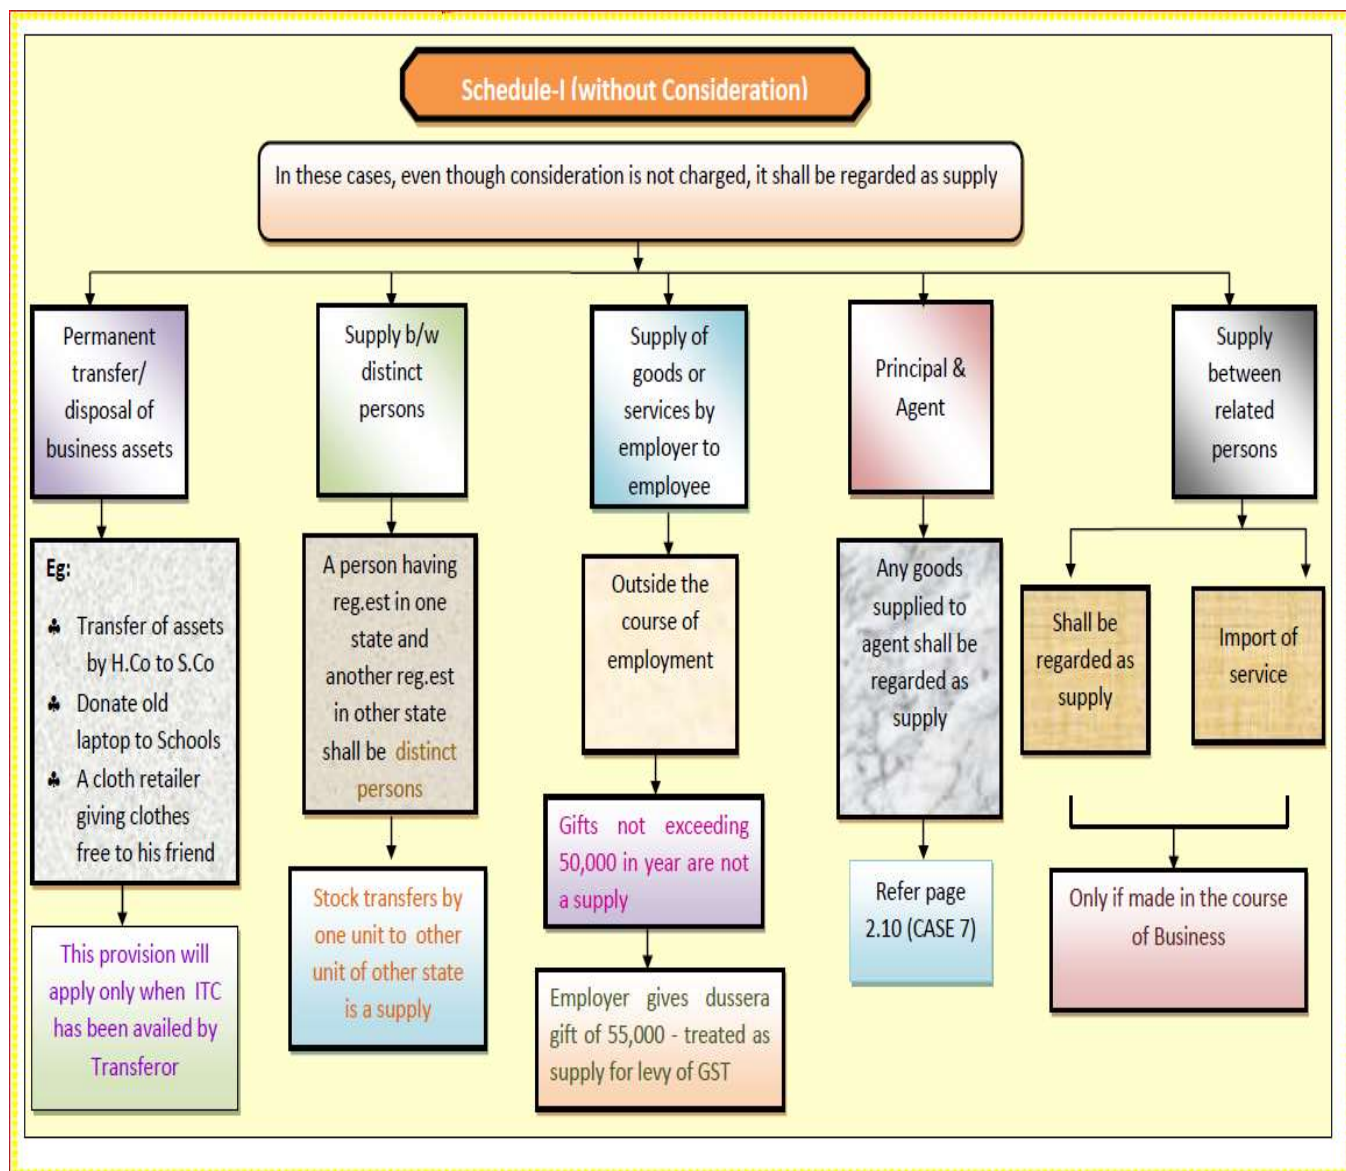 Schedule-I (without Consideration)
In these cases, even though consideration is not charged, it shall be regarded as supply
Permanent
transfer/
disposal of
business assets
Eg:
♣ Transfer of assets
by H.Co to S.Co
♣ Donate old
laptop to Schools
♣ A cloth retailer
giving clothes
free to his friend
This provision will
apply only when ITC
has been availed by
Transferor
Supply b/w
distinct
persons
A person having
reg.est in one
state and
another reg.est
in other state
shall be distinct
persons
Stock transfers by
one unit to other
unit of other state
is a supply
Supply of
goods or
services by
employer to
employee
Outside the
course of
employment
Gifts not exceeding
50,000 in year are not
a supply
Employer gives dussera
gift of 55,000 - treated as
supply for levy of GST
Principal &
Agent
Any goods
supplied to
agent shall be
regarded as
supply
Refer page
2.10 (CASE 7)
Supply
between
related
persons
Shall be
regarded as
supply
Import of
service
Only if made in the course
of Business